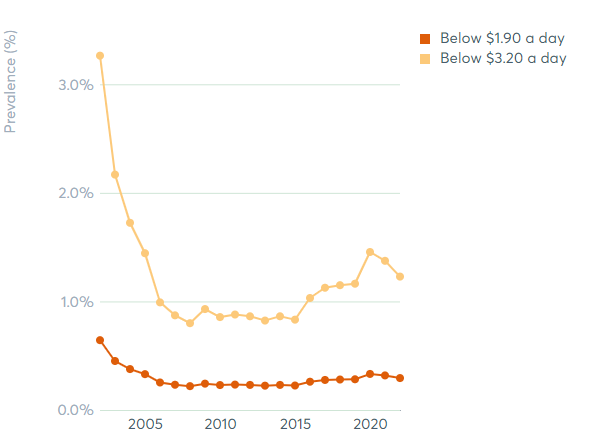 Prevalence (%)
Below $1.90 a day
Below $3.20 a day
3.0%
2.0%
1.0%
0.0%
2005 2010 2015 2020